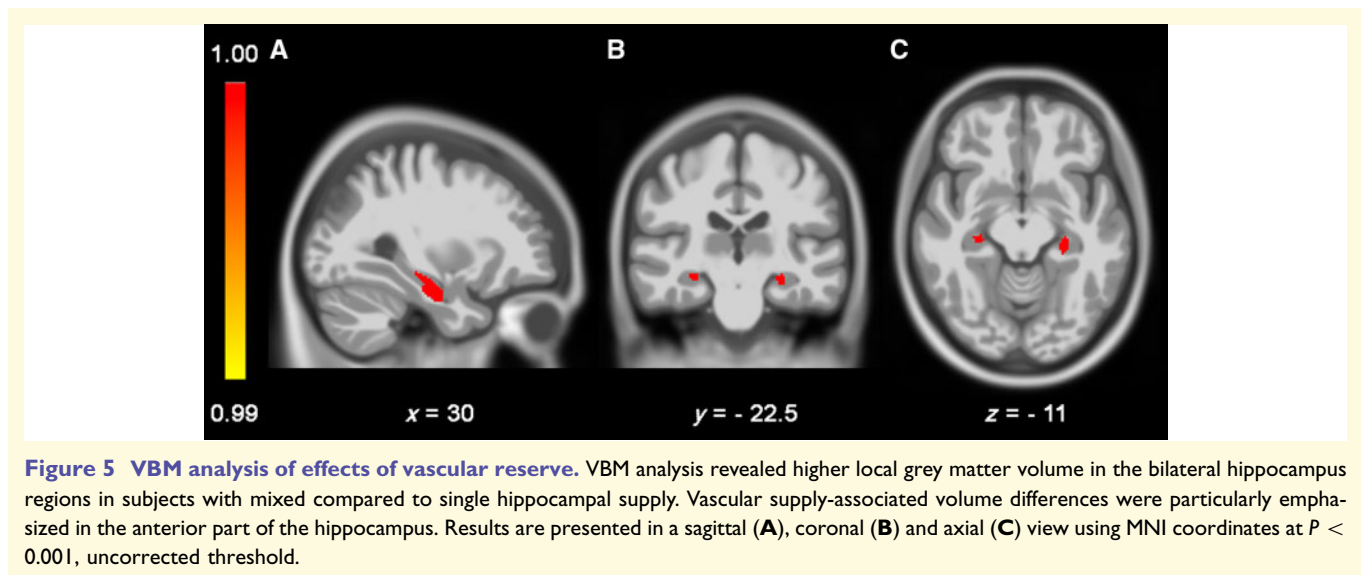 1.00 A B C
0.99 x = 30 y = - 22.5 z = - 11
Figure 5 VBM analysis of effects of vascular reserve. VBM analysis revealed higher local grey matter volume in the bilateral hippocampus
regions in subjects with mixed compared to single hippocampal supply. Vascular supply-associated volume differences were particularly empha-
sized in the anterior part of the hippocampus. Results are presented in a sagittal (A), coronal (B) and axial (C) view using MNI coordinates at P <
0.001, uncorrected threshold.